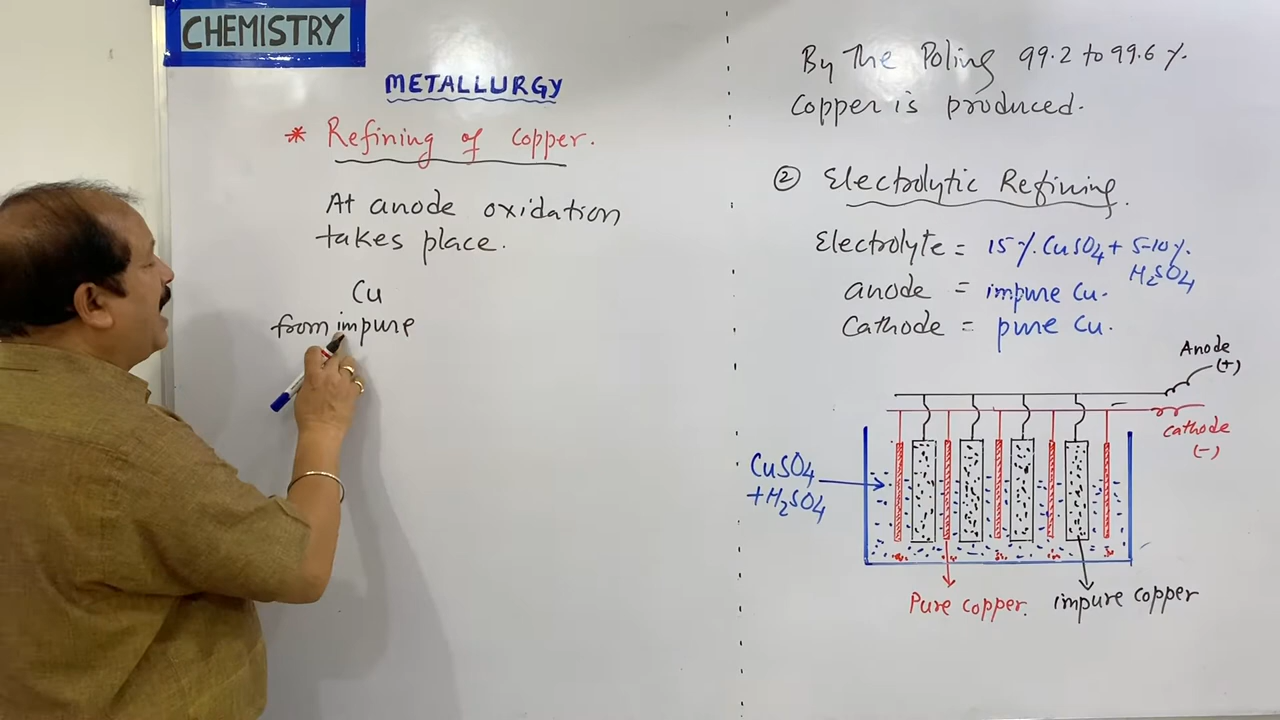 CHEMISTRY
METALLURGY
* Refining of Copper.
At anode oxidation
takes place.
Cu
from impure
By The Poling 99.2 to 99.6 %.
Copper is produced.
② Electrolytic Refining.
Electrolyte = 15 %. CuSO4 + 5-10 %.
H2SO4
anode = impure Cu.
Cathode = pure Cu.
Anode
(+)
Cathode
(-)
CuSO4
+H2SO4
Pure copper.
impure copper